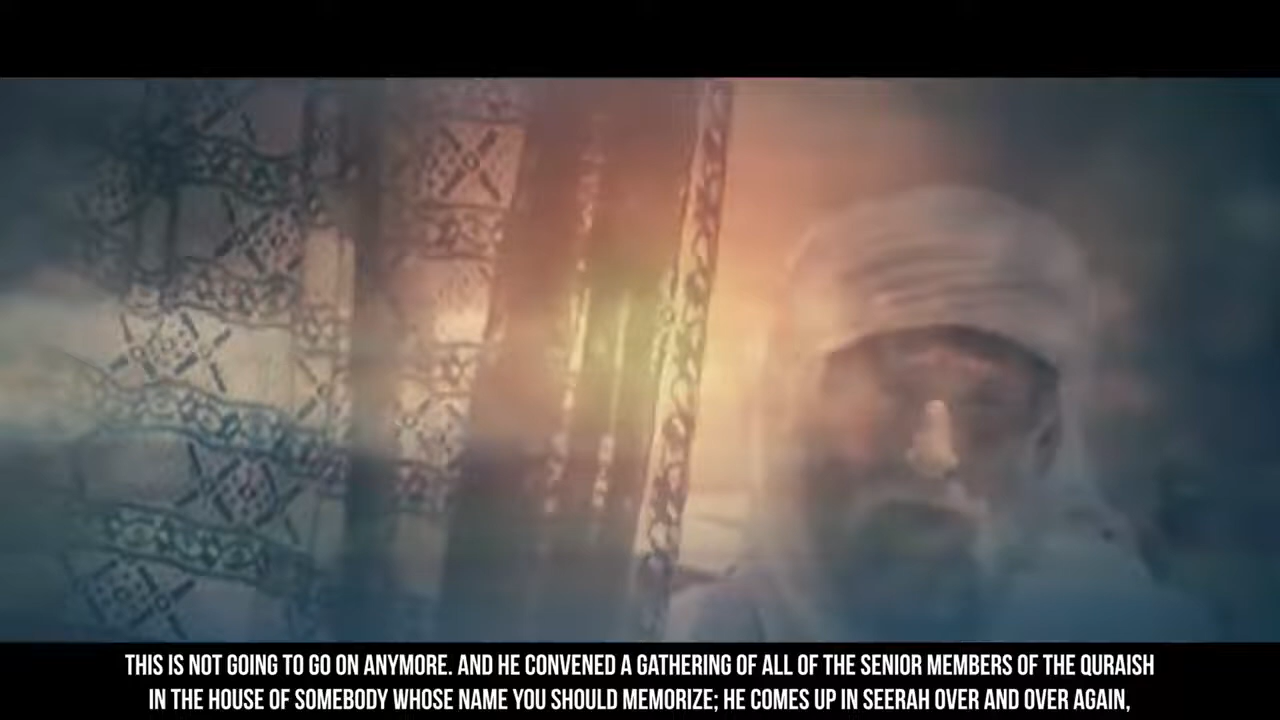 THIS IS NOT GOING TO GO ON ANYMORE. AND HE CONVENED A GATHERING OF ALL OF THE SENIOR MEMBERS OF THE QURAISH
IN THE HOUSE OF SOMEBODY WHOSE NAME YOU SHOULD MEMORIZE; HE COMES UP IN SEERAH OVER AND OVER AGAIN,